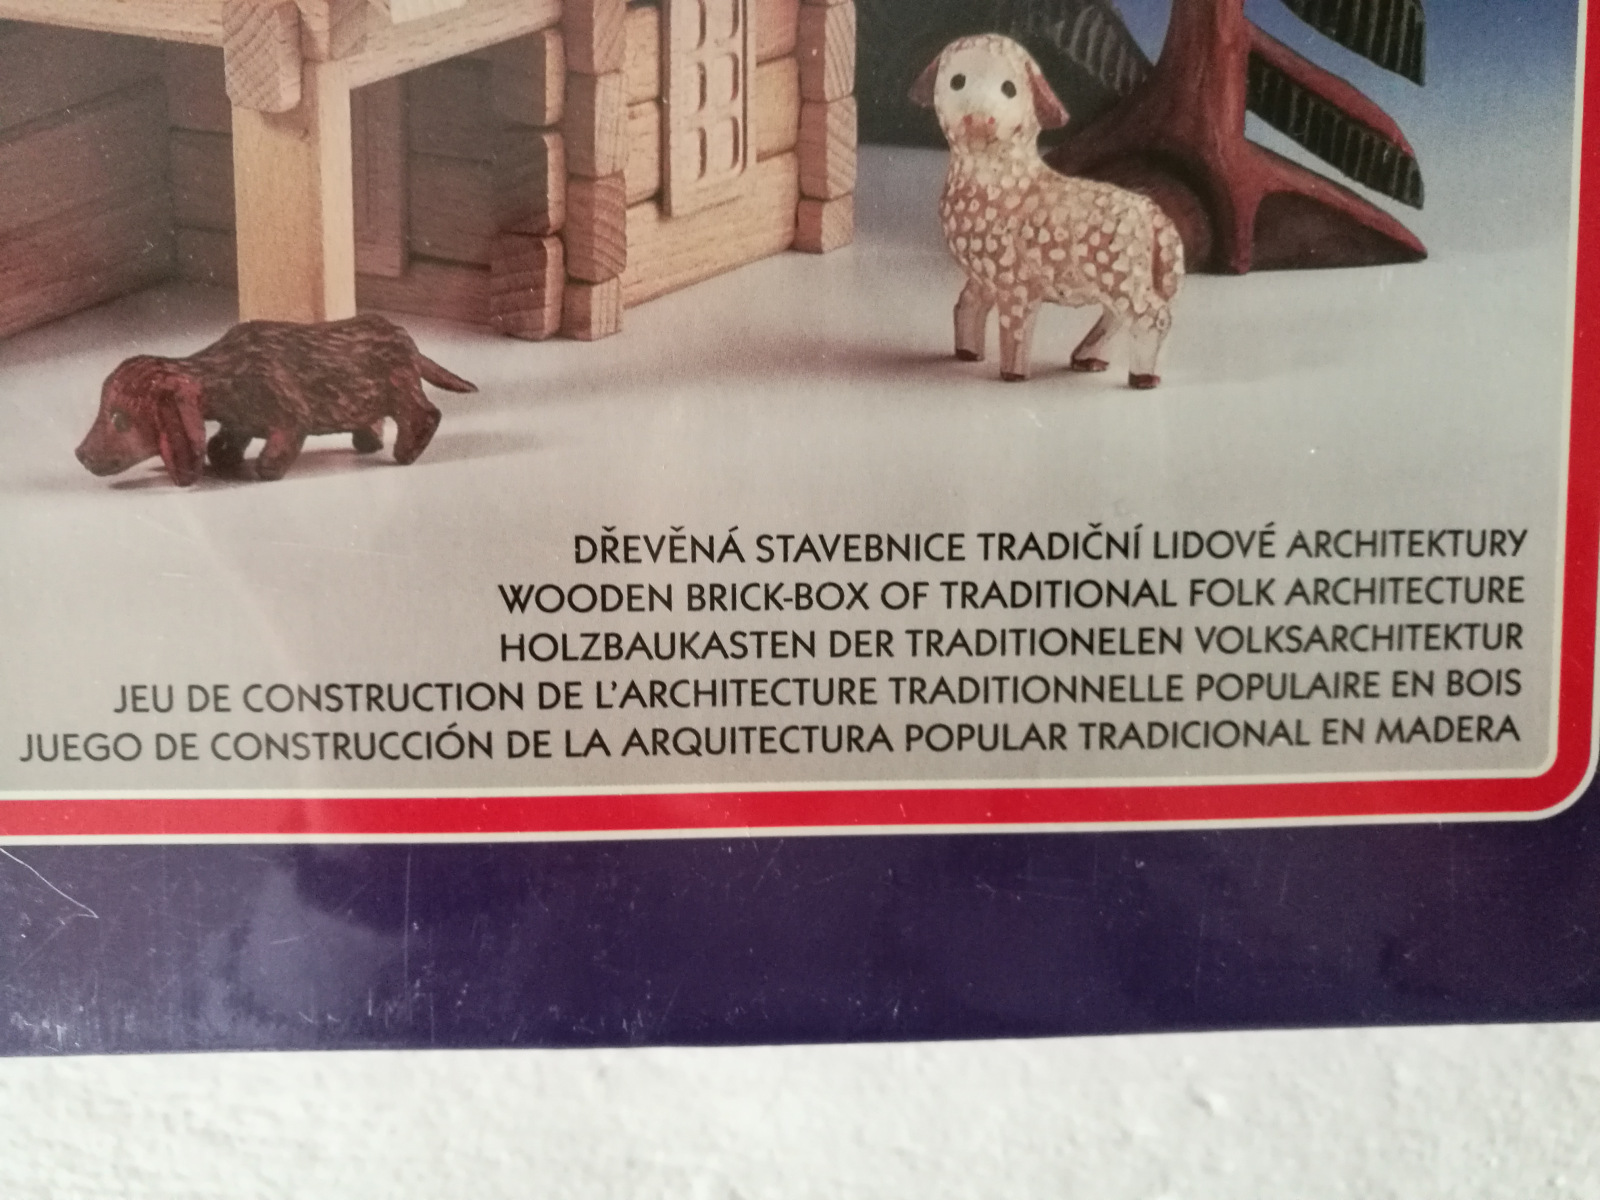 DŘEVĚNÁ STAVEBNICE TRADIČNÍ LIDOVÉ ARCHITEKTURY
WOODEN BRICK-BOX OF TRADITIONAL FOLK ARCHITECTURE
HOLZBAUKASTEN DER TRADITIONELEN VOLKSARCHITEKTUR
JEU DE CONSTRUCTION DE L'ARCHITECTURE TRADITIONNELLE POPULAIRE EN BOIS
JUEGO DE CONSTRUCCIÓN DE LA ARQUITECTURA POPULAR TRADICIONAL EN MADERA